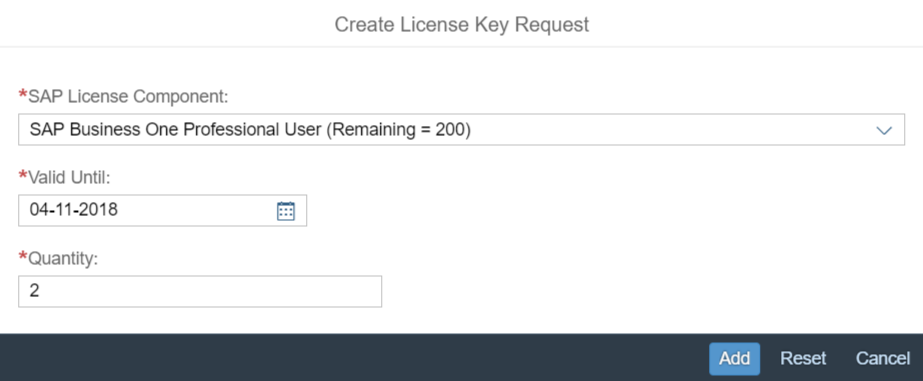 Create License Key Request
*SAP License Component:
SAP Business One Professional User (Remaining = 200)
*Valid Until:
04-11-2018
*Quantity:
2
Add Reset Cancel